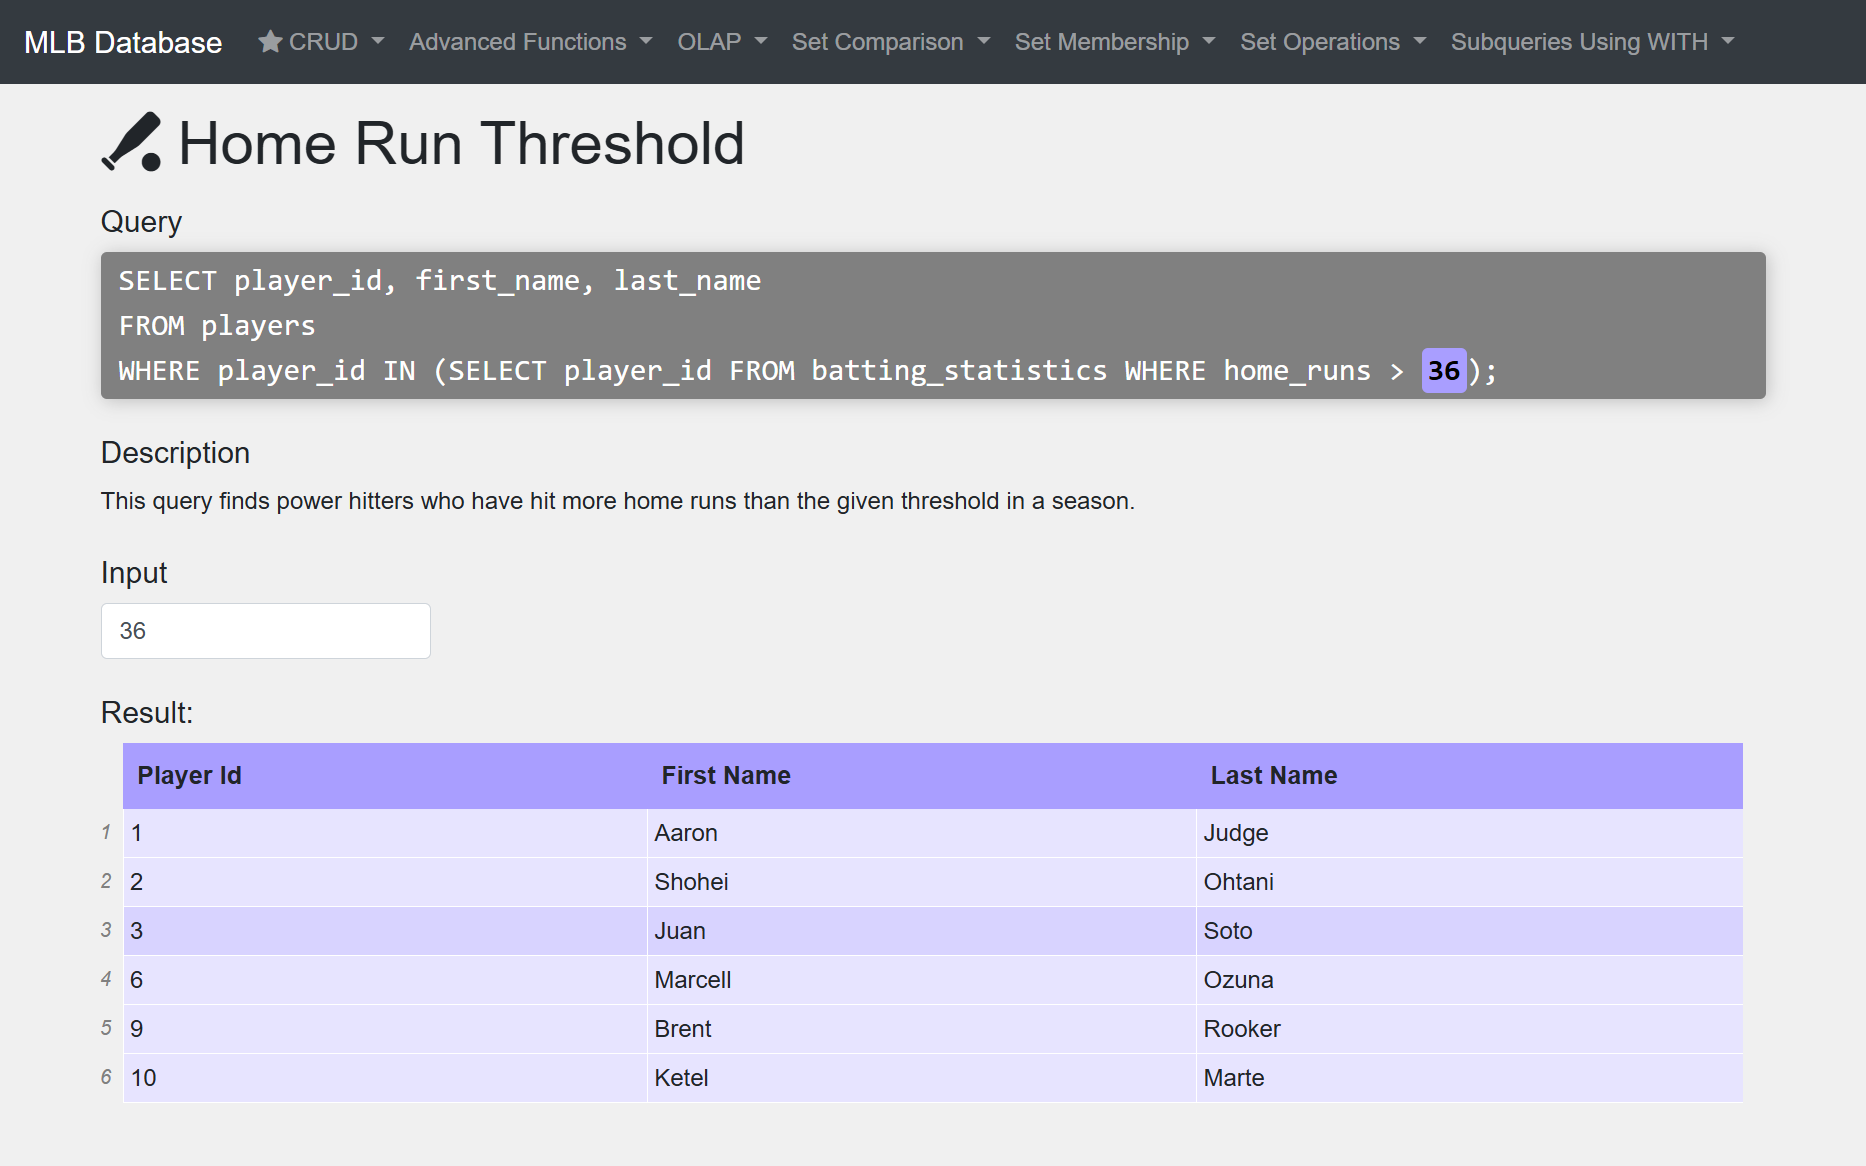 MLB Database CRUD Advanced Functions OLAP Set Comparison Set Membership Set Operations Subqueries Using WITH
Home Run Threshold
Query
SELECT player_id, first_name, last_name
FROM players
WHERE player_id IN (SELECT player_id FROM batting_statistics WHERE home_runs > 36);
Description
This query finds power hitters who have hit more home runs than the given threshold in a season.
Input
36
Result:
Player Id First Name Last Name
1 1 Aaron Judge
2 2 Shohei Ohtani
3 3 Juan Soto
4 6 Marcell Ozuna
5 9 Brent Rooker
6 10 Ketel Marte